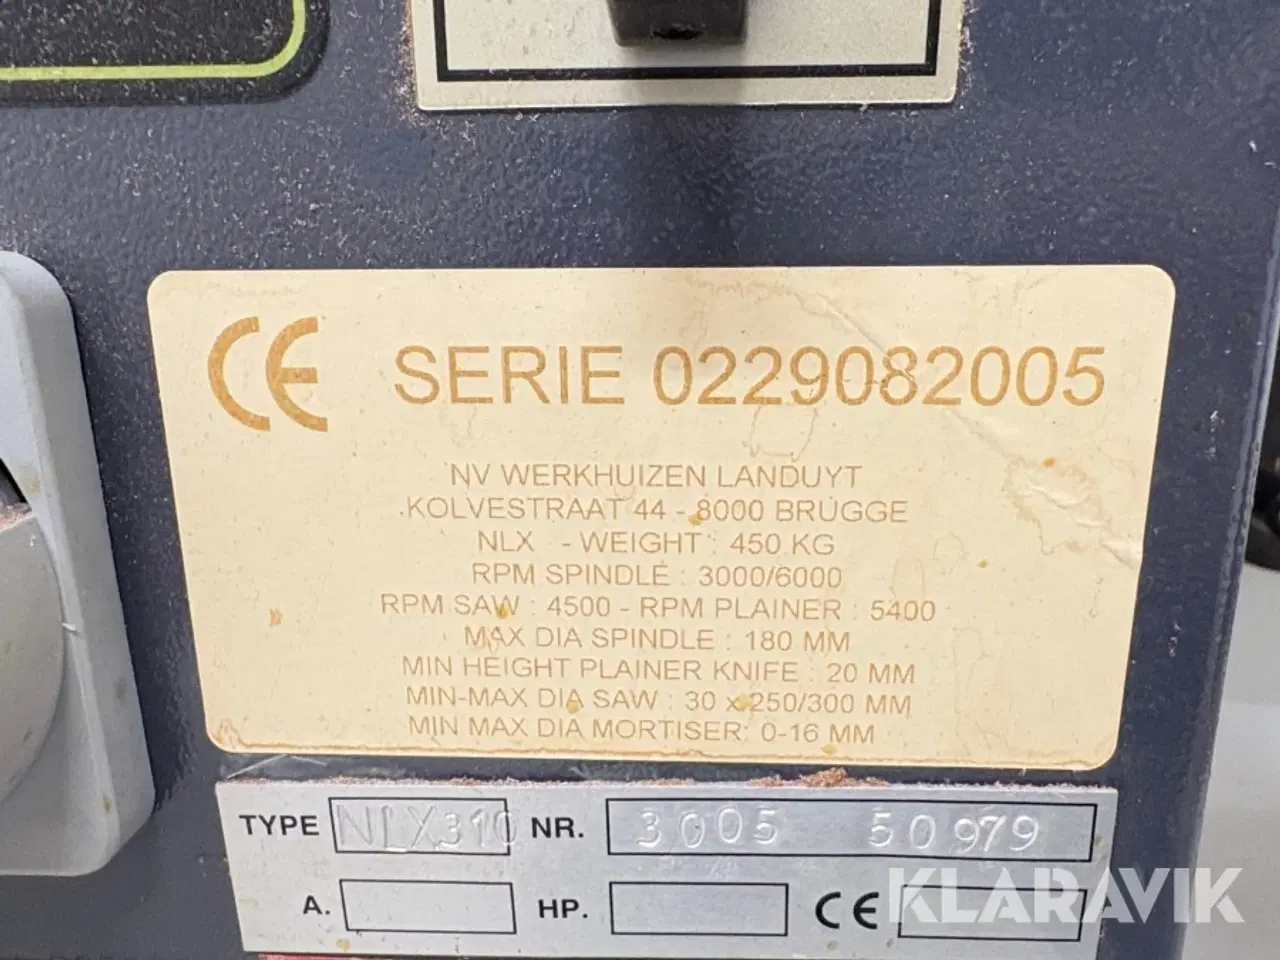 KLARAVIK
CE SERIE 0229082005
NV WERKHUIZEN LANDUYT
KOLVESTRAAT 44 - 8000 BRUGGE
NLX - WEIGHT : 450 KG
RPM SPINDLE : 3000/6000
RPM SAW : 4500 - RPM PLAINER : 5400
MAX DIA SPINDLE : 180 MM
MIN HEIGHT PLAINER KNIFE : 20 MM
MIN-MAX DIA SAW : 30 x 250/300 MM
MIN MAX DIA MORTISER: 0-16 MM
TYPE NLX310 NR. 3005 50979
A. HP. CE
KLARAVIK